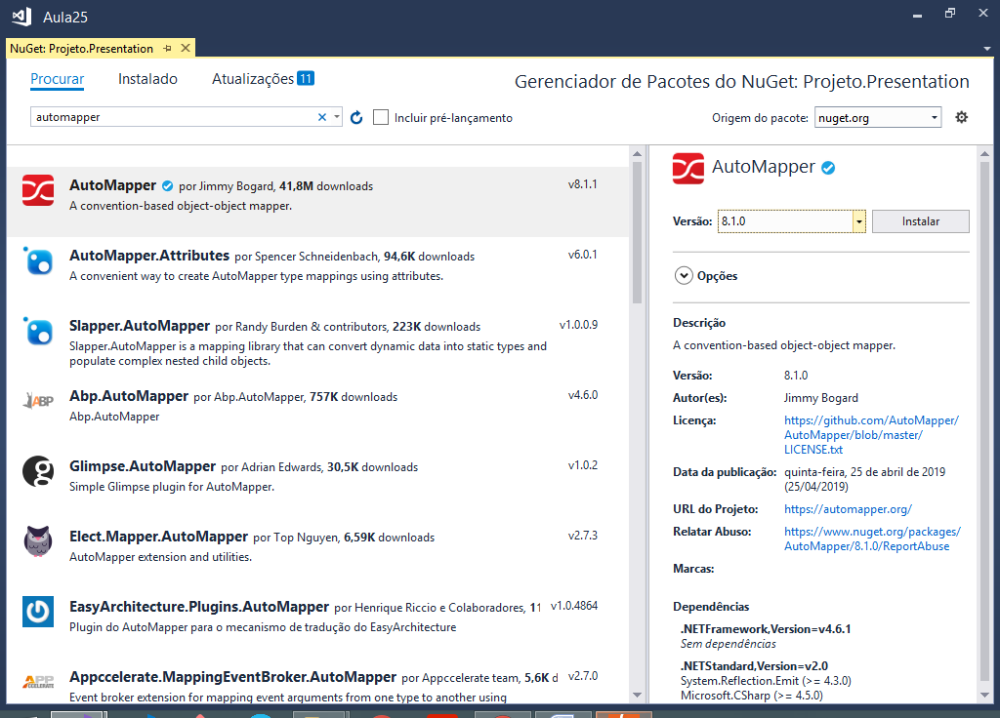 Aula25
NuGet: Projeto.Presentation
Procurar Instalado Atualizações 11
Gerenciador de Pacotes do NuGet: Projeto.Presentation
automapper
Incluir pré-lançamento
Origem do pacote: nuget.org
AutoMapper por Jimmy Bogard, 41,8M downloads v8.1.1
A convention-based object-object mapper.
AutoMapper.Attributes por Spencer Schneidenbach, 94,6K downloads v6.0.1
A convenient way to create AutoMapper type mappings using attributes.
Slapper.AutoMapper por Randy Burden & contributors, 223K downloads v1.0.0.9
Slapper.AutoMapper is a mapping library that can convert dynamic data into static types and
populate complex nested child objects.
ABP
Abp.AutoMapper por Abp.AutoMapper, 757K downloads v4.6.0
Abp.AutoMapper
Glimpse.AutoMapper por Adrian Edwards, 30,5K downloads v1.0.2
Simple Glimpse plugin for AutoMapper.
Elect.Mapper.AutoMapper por Top Nguyen, 6,59K downloads v2.7.3
AutoMapper extension and utilities.
EasyArchitecture.Plugins.AutoMapper por Henrique Riccio e Colaboradores, 11 v1.0.4864
Plugin do AutoMapper para o mecanismo de tradução do EasyArchitecture
APP
CCELERATE
Appccelerate.MappingEventBroker.AutoMapper por Appccelerate team, 5,6K d v2.7.0
Event broker extension for mapping event arguments from one type to another using
AutoMapper
Versão: 8.1.0 Instalar
Opções
Descrição
A convention-based object-object mapper.
Versão: 8.1.0
Autor(es): Jimmy Bogard
Licença: https://github.com/AutoMapper/
AutoMapper/blob/master/
LICENSE.txt
Data da publicação: quinta-feira, 25 de abril de 2019
(25/04/2019)
URL do Projeto: https://automapper.org/
Relatar Abuso: https://www.nuget.org/packages/
AutoMapper/8.1.0/ReportAbuse
Marcas:
Dependências
.NETFramework,Version=v4.6.1
Sem dependências
.NETStandard,Version=v2.0
System.Reflection.Emit (>= 4.3.0)
Microsoft.CSharp (>= 4.5.0)